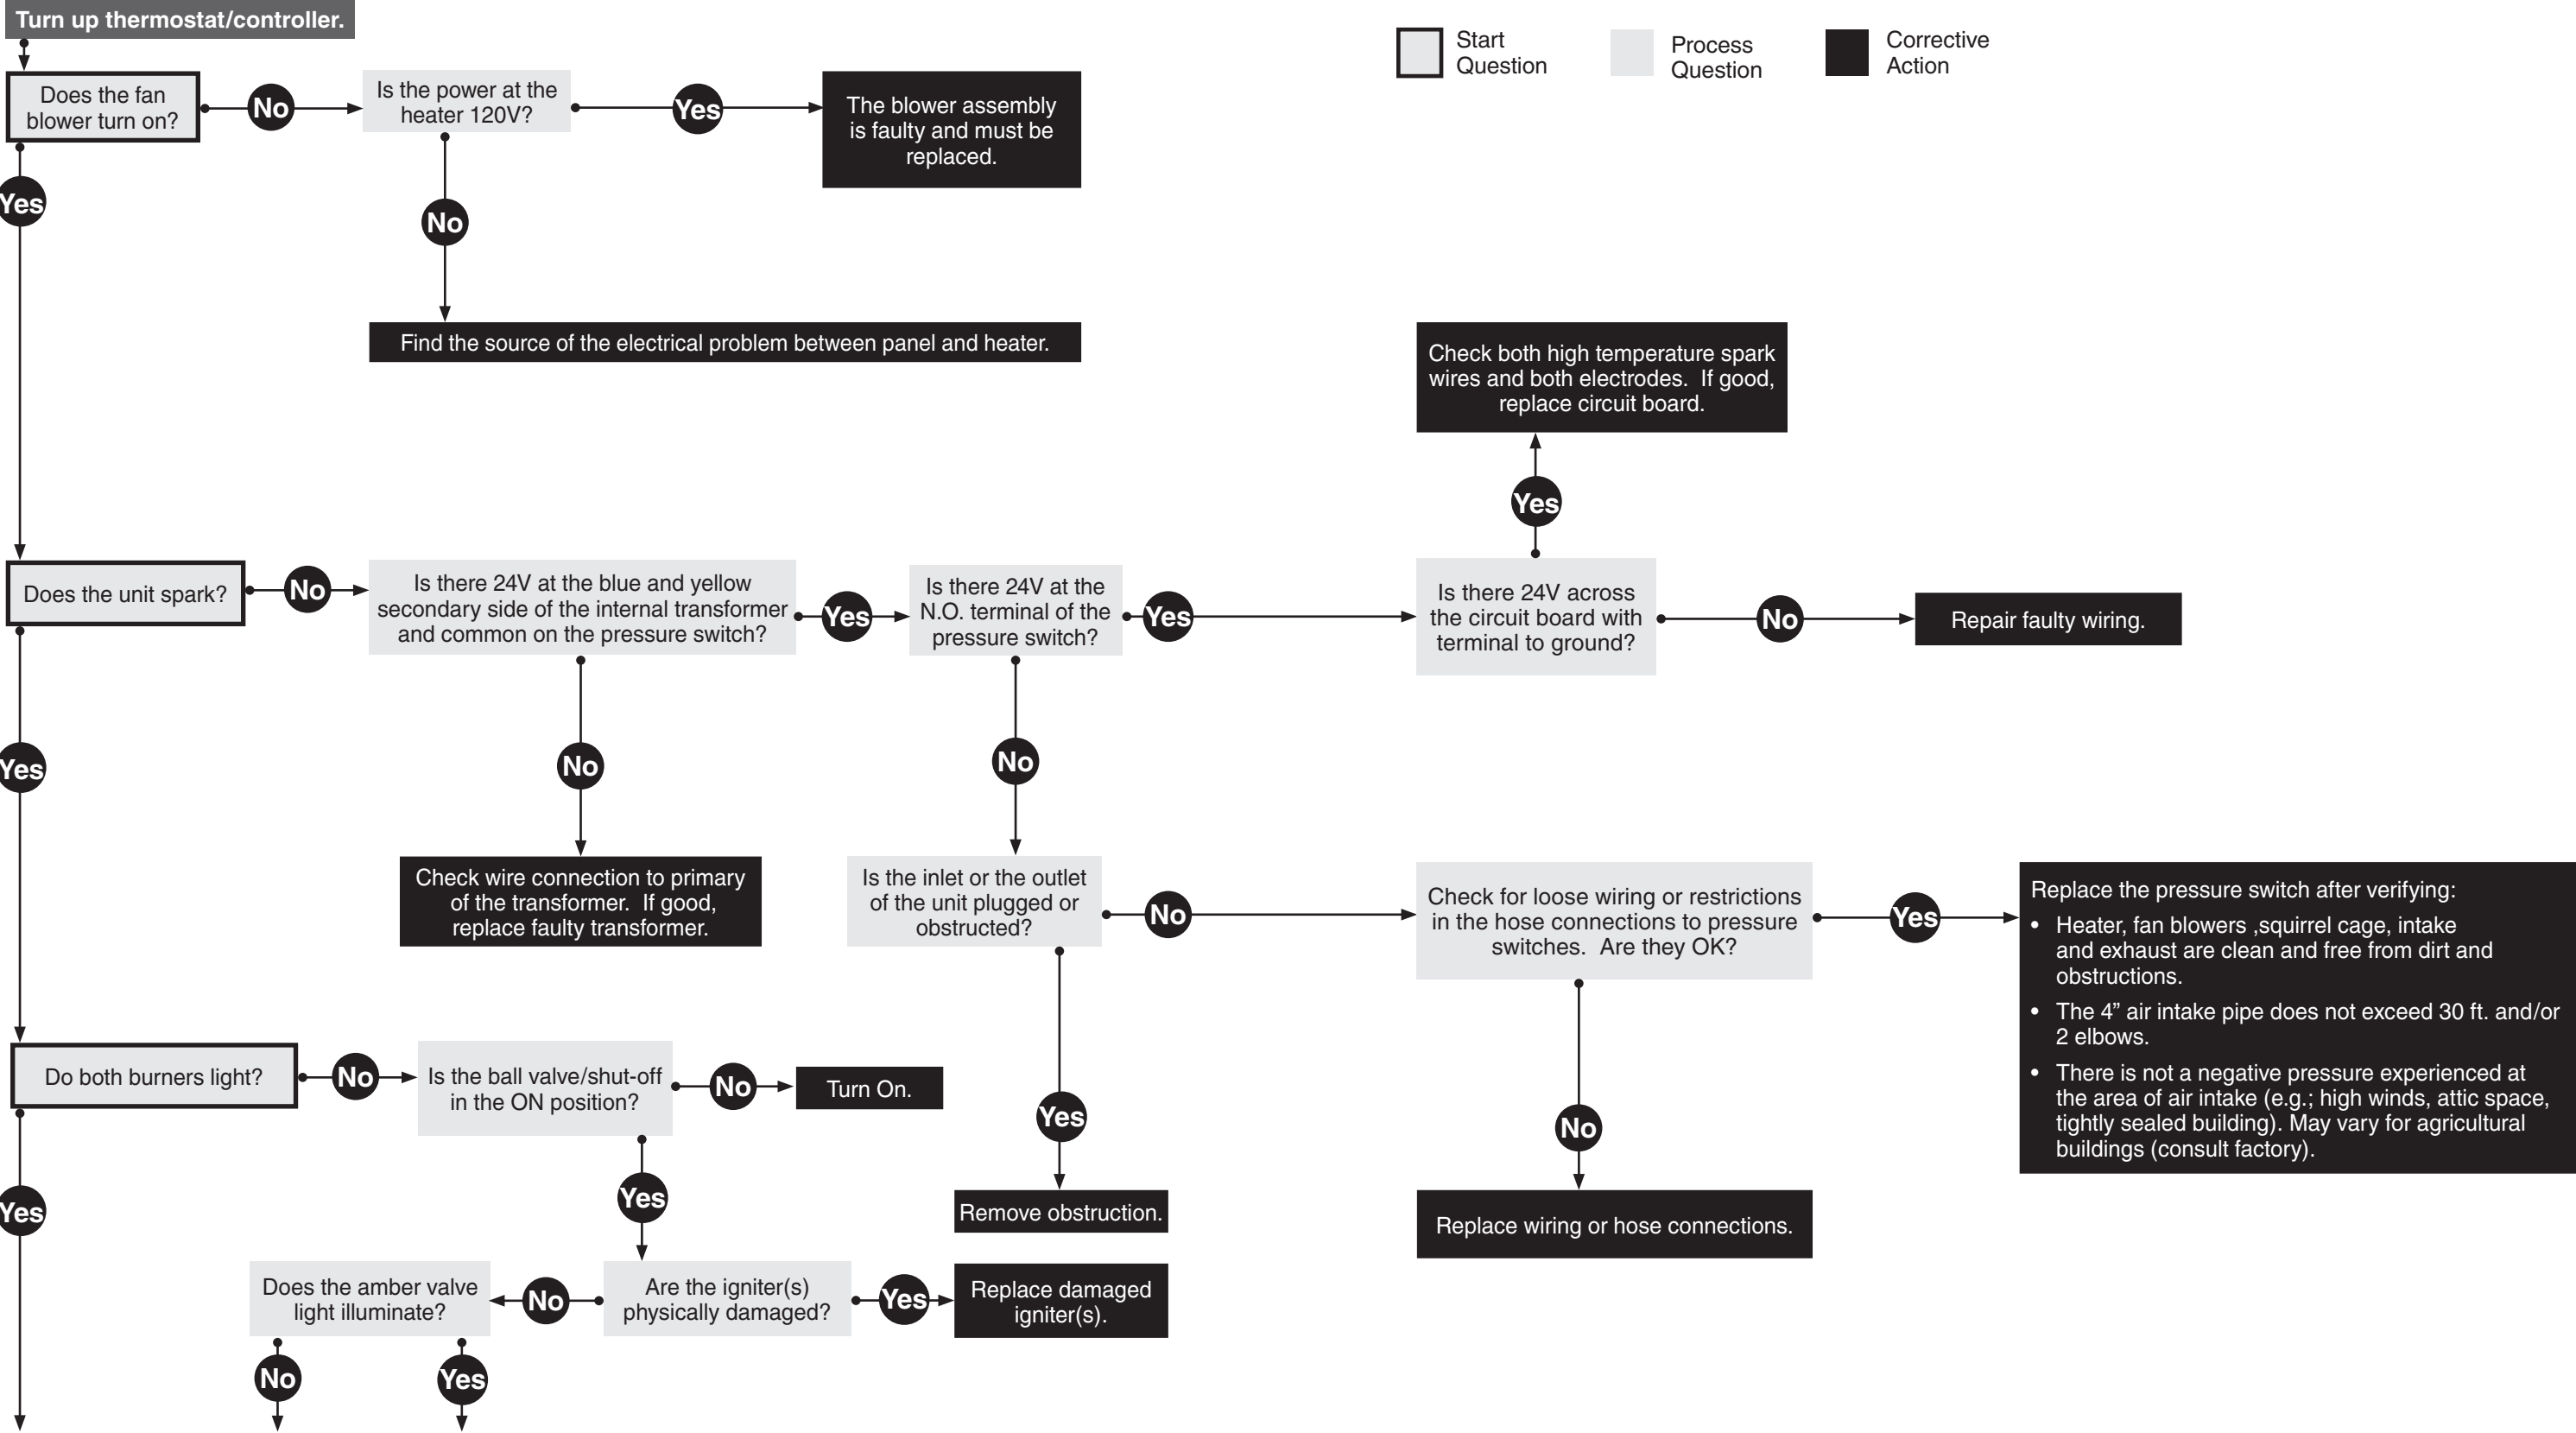 Turn up thermostat/controller.
Start
Question
Process
Question
Corrective
Action
Does the fan
blower turn on?
No
Is the power at the
heater 120V?
Yes
The blower assembly
is faulty and must be
replaced.
Yes
No
Find the source of the electrical problem between panel and heater.
Check both high temperature spark
wires and both electrodes.  If good,
replace circuit board.
Yes
Does the unit spark?
No
Is there 24V at the blue and yellow
secondary side of the internal transformer
and common on the pressure switch?
Yes
Is there 24V at the
N.O. terminal of the
pressure switch?
Yes
Is there 24V across
the circuit board with
terminal to ground?
No
Repair faulty wiring.
Yes
No
No
Check wire connection to primary
of the transformer.  If good,
replace faulty transformer.
Is the inlet or the outlet
of the unit plugged or
obstructed?
No
Check for loose wiring or restrictions
in the hose connections to pressure
switches.  Are they OK?
Yes
Replace the pressure switch after verifying:
• Heater, fan blowers ,squirrel cage, intake
and exhaust are clean and free from dirt and
obstructions.
• The 4” air intake pipe does not exceed 30 ft. and/or
2 elbows.
• There is not a negative pressure experienced at
the area of air intake (e.g.; high winds, attic space,
tightly sealed building). May vary for agricultural
buildings (consult factory).
Do both burners light?
No
Is the ball valve/shut-off
in the ON position?
No
Turn On.
Yes
No
Yes
Yes
Remove obstruction.
Replace wiring or hose connections.
Does the amber valve
light illuminate?
No
Are the igniter(s)
physically damaged?
Yes
Replace damaged
igniter(s).
No
Yes